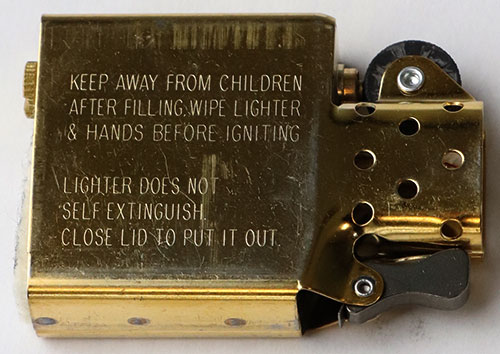 KEEP AWAY FROM CHILDREN
AFTER FILLING, WIPE LIGHTER
& HANDS BEFORE IGNITING
LIGHTER DOES NOT
SELF EXTINGUISH.
CLOSE LID TO PUT IT OUT.